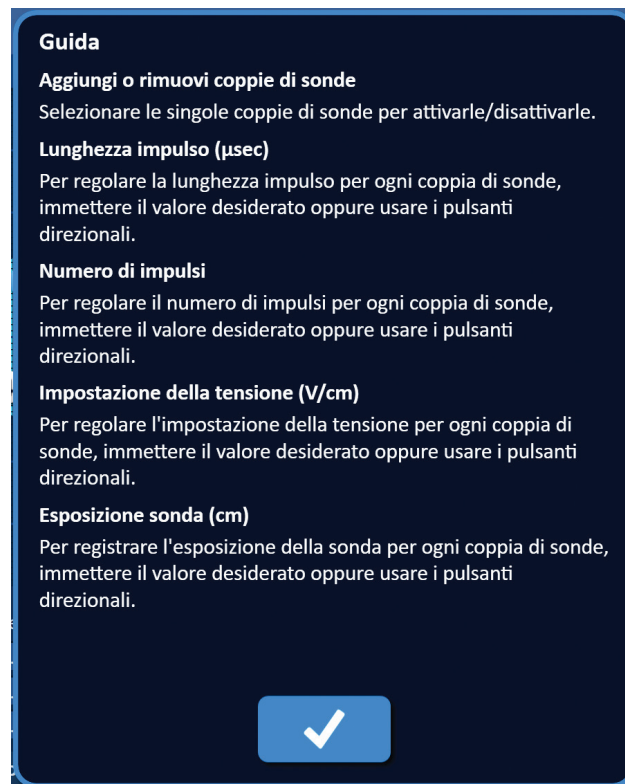 Guida
Aggiungi o rimuovi coppie di sonde
Selezionare le singole coppie di sonde per attivarle/disattivarle.
Lunghezza impulso (µsec)
Per regolare la lunghezza impulso per ogni coppia di sonde,
immettere il valore desiderato oppure usare i pulsanti
direzionali.
Numero di impulsi
Per regolare il numero di impulsi per ogni coppia di sonde,
immettere il valore desiderato oppure usare i pulsanti
direzionali.
Impostazione della tensione (V/cm)
Per regolare l'impostazione della tensione per ogni coppia di
sonde, immettere il valore desiderato oppure usare i pulsanti
direzionali.
Esposizione sonda (cm)
Per registrare l'esposizione della sonda per ogni coppia di sonde,
immettere il valore desiderato oppure usare i pulsanti
direzionali.